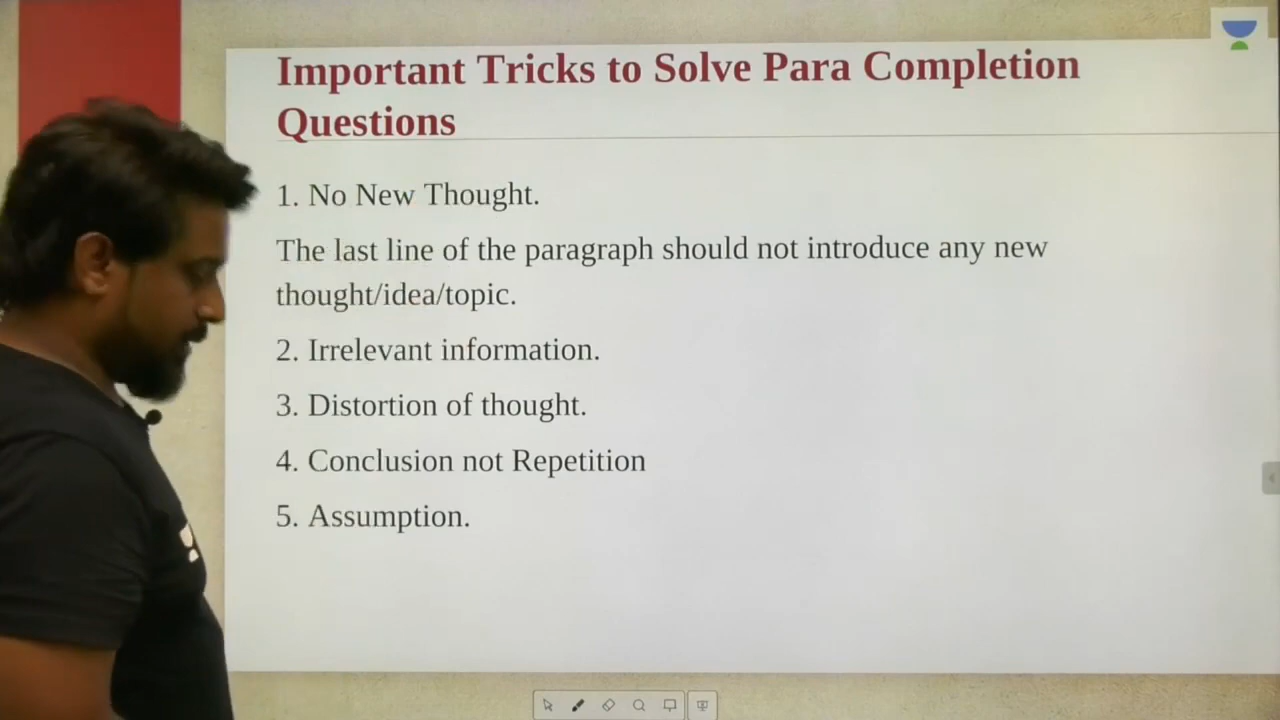 Important Tricks to Solve Para Completion
Questions
1. No New Thought.
The last line of the paragraph should not introduce any new
thought/idea/topic.
2. Irrelevant information.
3. Distortion of thought.
4. Conclusion not Repetition
5. Assumption.